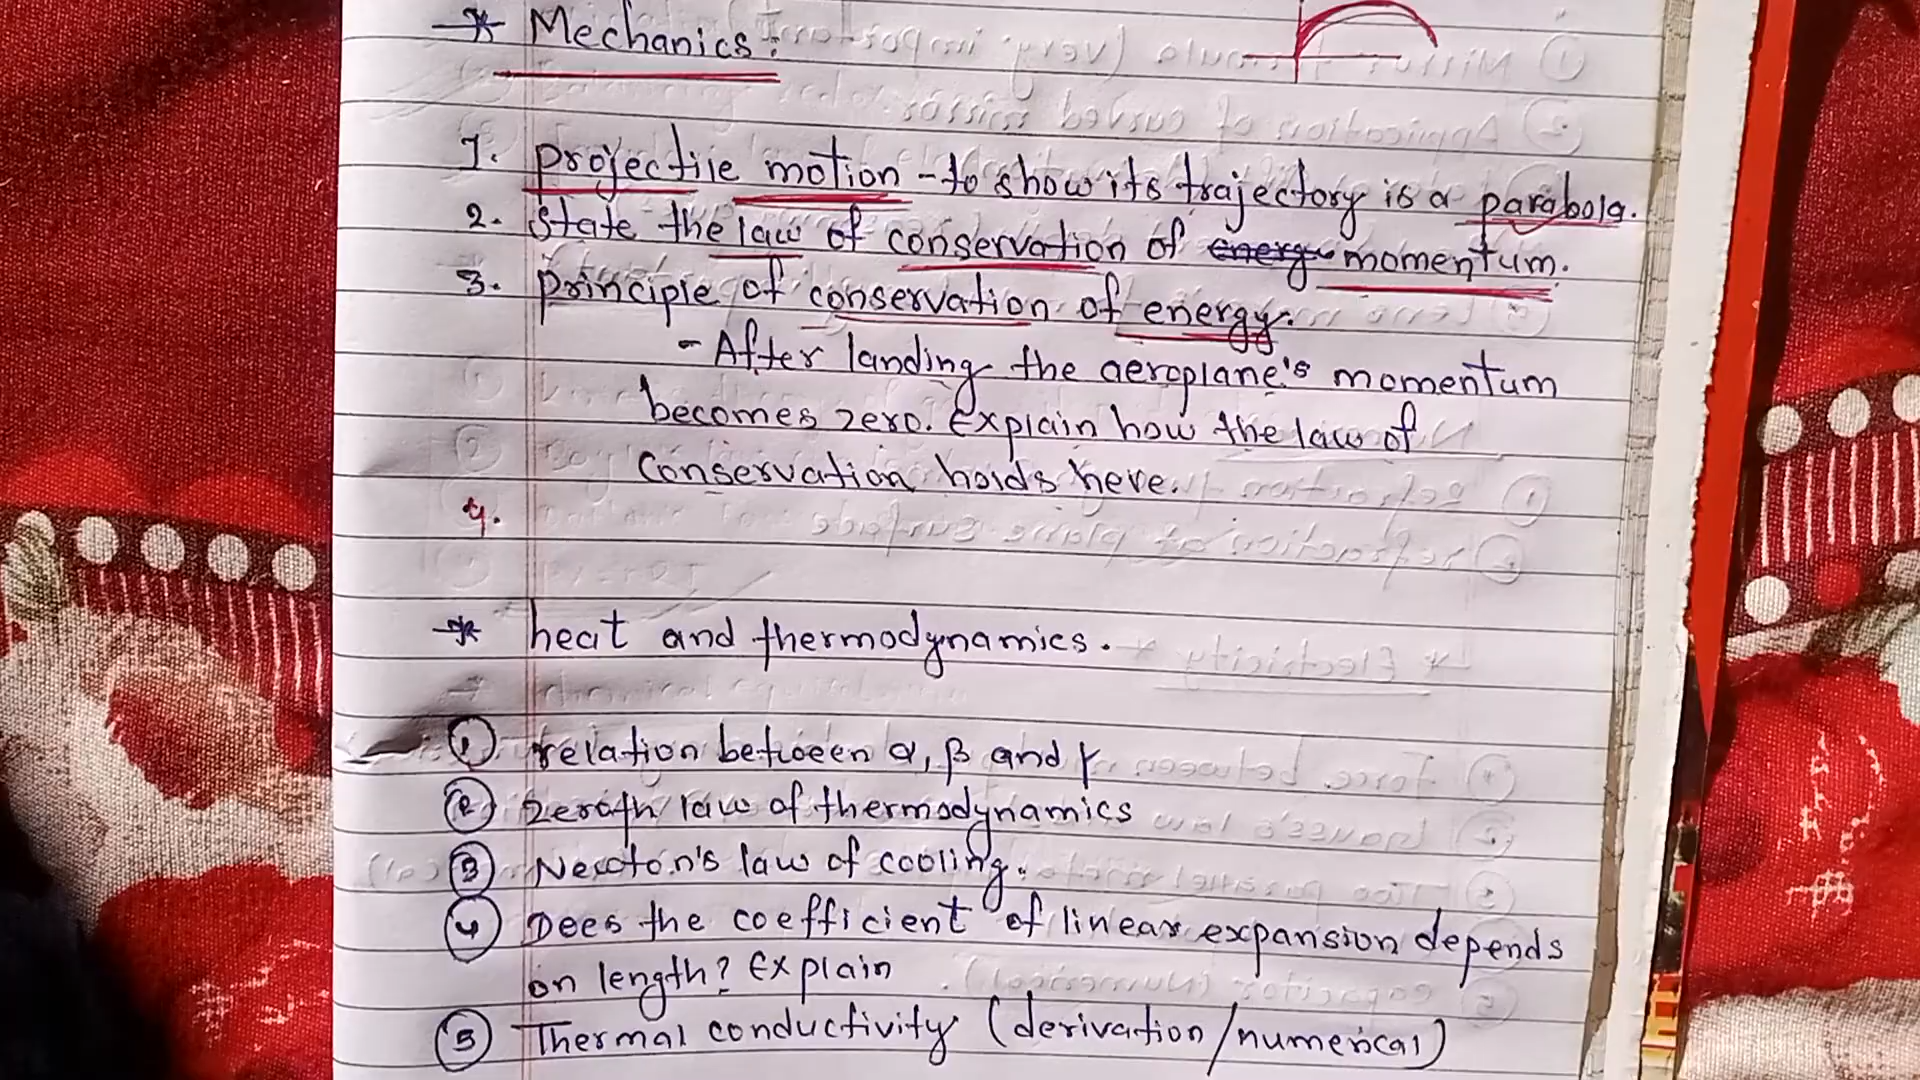 * Mechanics:
1. projectile motion - to show its trajectory is a parabola.
2. state the law of conservation of energy momentum.
3. principle of conservation of energy.
- After landing the aeroplane's momentum
becomes zero. Explain how the law of
conservation holds here.
4.
* heat and thermodynamics.
① relation between α, β and γ
② Zeroth law of thermodynamics
③ Newton's law of cooling.
④ Does the coefficient of linear expansion depends
on length? Explain
⑤ Thermal conductivity (derivation/numerical)